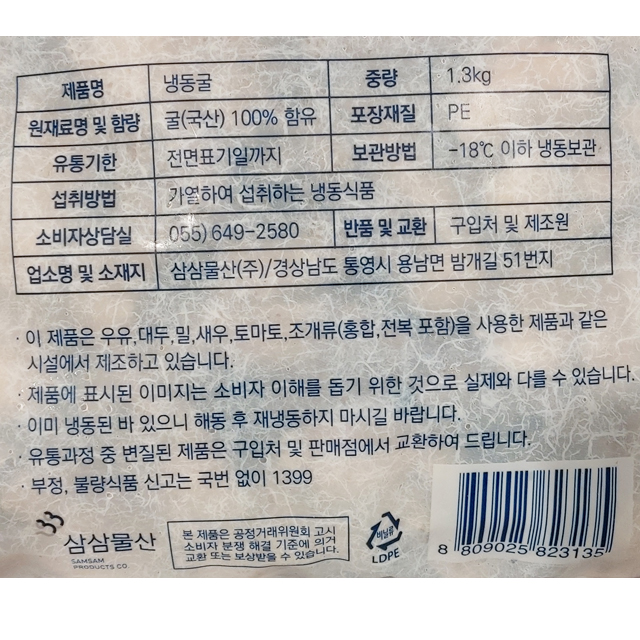 제품명 냉동굴 중량 1.3kg
원재료명 및 함량 굴(국산) 100% 함유 포장재질 PE
유통기한 전면표기일까지 보관방법 -18℃ 이하 냉동보관
섭취방법 가열하여 섭취하는 냉동식품
소비자상담실 055) 649-2580 반품 및 교환 구입처 및 제조원
업소명 및 소재지 삼삼물산(주)/경상남도 통영시 용남면 밤개길 51번지
· 이 제품은 우유,대두,밀,새우,토마토,조개류(홍합,전복 포함)을 사용한 제품과 같은
시설에서 제조하고 있습니다.
· 제품에 표시된 이미지는 소비자 이해를 돕기 위한 것으로 실제와 다를 수 있습니다.
· 이미 냉동된 바 있으니 해동 후 재냉동하지 마시길 바랍니다.
· 유통과정 중 변질된 제품은 구입처 및 판매점에서 교환하여 드립니다.
· 부정, 불량식품 신고는 국번 없이 1399
삼삼물산
SAMSAM
PRODUCTS CO.
본 제품은 공정거래위원회 고시
소비자 분쟁 해결 기준에 의거
교환 또는 보상받을 수 있습니다.
비닐류
LDPE
8 809025 823135